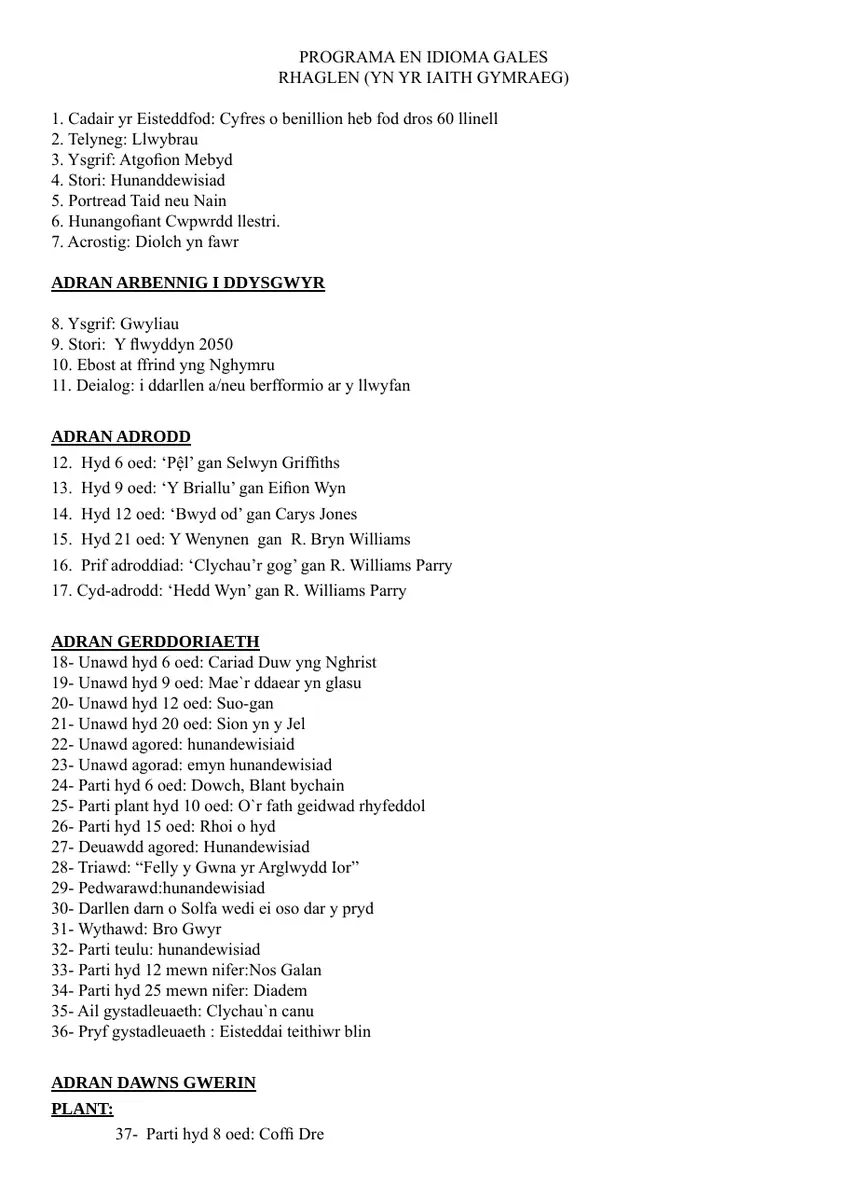 PROGRAMA EN IDIOMA GALES
RHAGLEN (YN YR IAITH GYMRAEG)
1. Cadair yr Eisteddfod: Cyfres o benillion heb fod dros 60 llinell
2. Telyneg: Llwybrau
3. Ysgrif: Atgofion Mebyd
4. Stori: Hunanddewisiad
5. Portread Taid neu Nain
6. Hunangofiant Cwpwrdd llestri.
7. Acrostig: Diolch yn fawr
ADRAN ARBENNIG I DDYSGWYR
8. Ysgrif: Gwyliau
9. Stori:  Y flwyddyn 2050
10. Ebost at ffrind yng Nghymru
11. Deialog: i ddarllen a/neu berfformio ar y llwyfan
ADRAN ADRODD
12.  Hyd 6 oed: ‘Pệl’ gan Selwyn Griffiths
13.  Hyd 9 oed: ‘Y Briallu’ gan Eifion Wyn
14.  Hyd 12 oed: ‘Bwyd od’ gan Carys Jones
15.  Hyd 21 oed: Y Wenynen  gan  R. Bryn Williams
16.  Prif adroddiad: ‘Clychau’r gog’ gan R. Williams Parry
17. Cyd-adrodd: ‘Hedd Wyn’ gan R. Williams Parry
ADRAN GERDDORIAETH
18- Unawd hyd 6 oed: Cariad Duw yng Nghrist
19- Unawd hyd 9 oed: Mae`r ddaear yn glasu
20- Unawd hyd 12 oed: Suo-gan
21- Unawd hyd 20 oed: Sion yn y Jel
22- Unawd agored: hunandewisiaid
23- Unawd agorad: emyn hunandewisiad
24- Parti hyd 6 oed: Dowch, Blant bychain
25- Parti plant hyd 10 oed: O`r fath geidwad rhyfeddol
26- Parti hyd 15 oed: Rhoi o hyd
27- Deuawdd agored: Hunandewisiad
28- Triawd: “Felly y Gwna yr Arglwydd Ior”
29- Pedwarawd:hunandewisiad
30- Darllen darn o Solfa wedi ei oso dar y pryd
31- Wythawd: Bro Gwyr
32- Parti teulu: hunandewisiad
33- Parti hyd 12 mewn nifer:Nos Galan
34- Parti hyd 25 mewn nifer: Diadem
35- Ail gystadleuaeth: Clychau`n canu
36- Pryf gystadleuaeth : Eisteddai teithiwr blin
ADRAN DAWNS GWERIN
PLANT:
37-  Parti hyd 8 oed: Coffi Dre